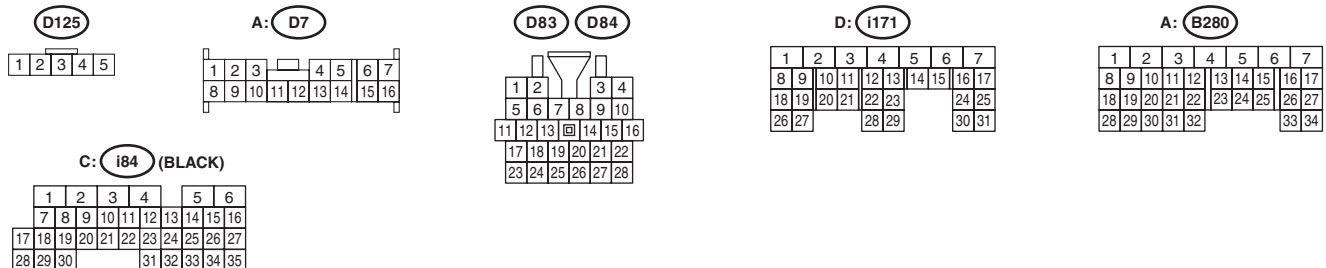 D125
1 2 3 4 5
A: D7
1 2 3 4 5 6 7
8 9 10 11 12 13 14 15 16
D83 D84
1 2 3 4
5 6 7 8 9 10
11 12 13 14 15 16
17 18 19 20 21 22
23 24 25 26 27 28
D: i171
1 2 3 4 5 6 7
8 9 10 11 12 13 14 15 16 17
18 19 20 21 22 23 24 25
26 27 28 29 30 31
A: B280
1 2 3 4 5 6 7
8 9 10 11 12 13 14 15 16 17
18 19 20 21 22 23 24 25 26 27
28 29 30 31 32 33 34
C: i84 (BLACK)
1 2 3 4 5 6
7 8 9 10 11 12 13 14 15 16
17 18 19 20 21 22 23 24 25 26 27
28 29 30 31 32 33 34 35